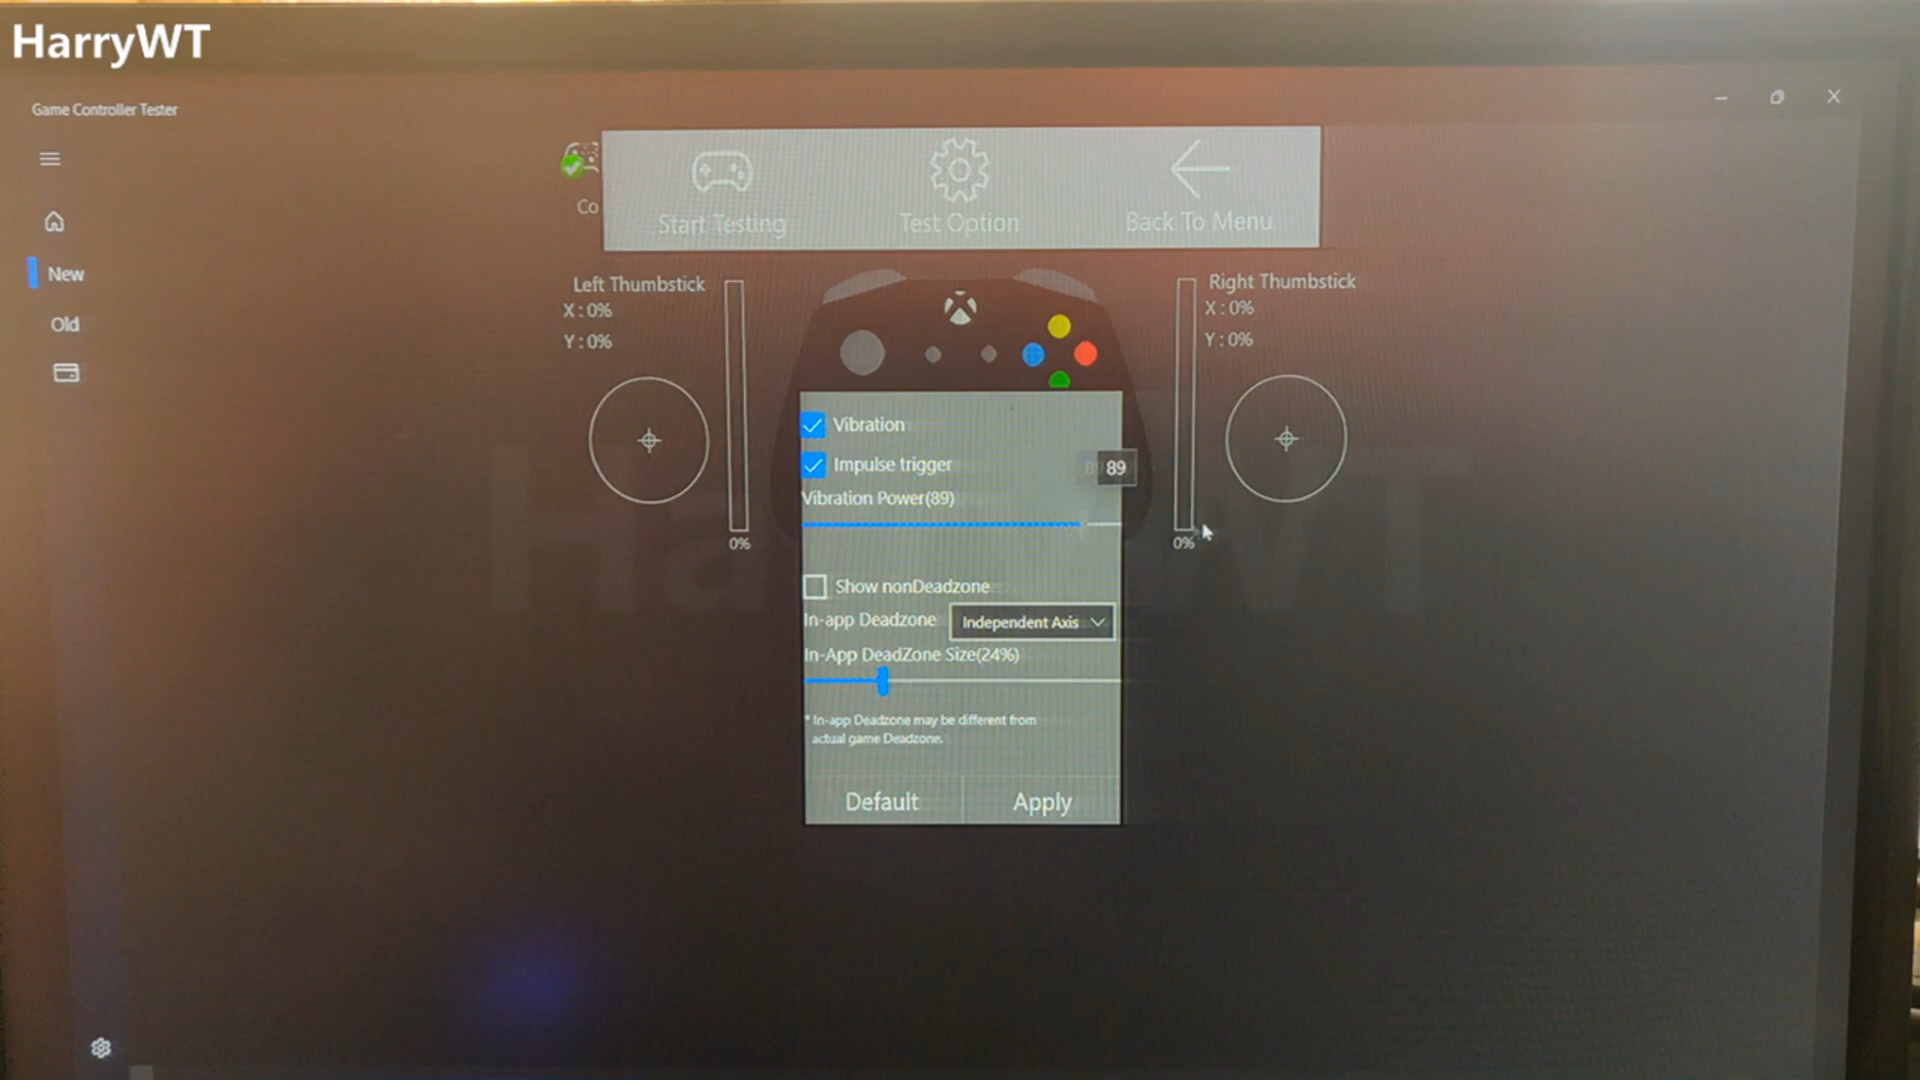 HarryWT
Game Controller Tester
Co
Start Testing
Test Option
Back To Menu
New
Old
Left Thumbstick
X : 0%
Y : 0%
0%
Right Thumbstick
X : 0%
Y : 0%
0%
Vibration
Impulse trigger
89
Vibration Power(89)
Show nonDeadzone
In-app Deadzone
Independent Axis
In-App DeadZone Size(24%)
* In-app Deadzone may be different from
actual game Deadzone.
Default
Apply